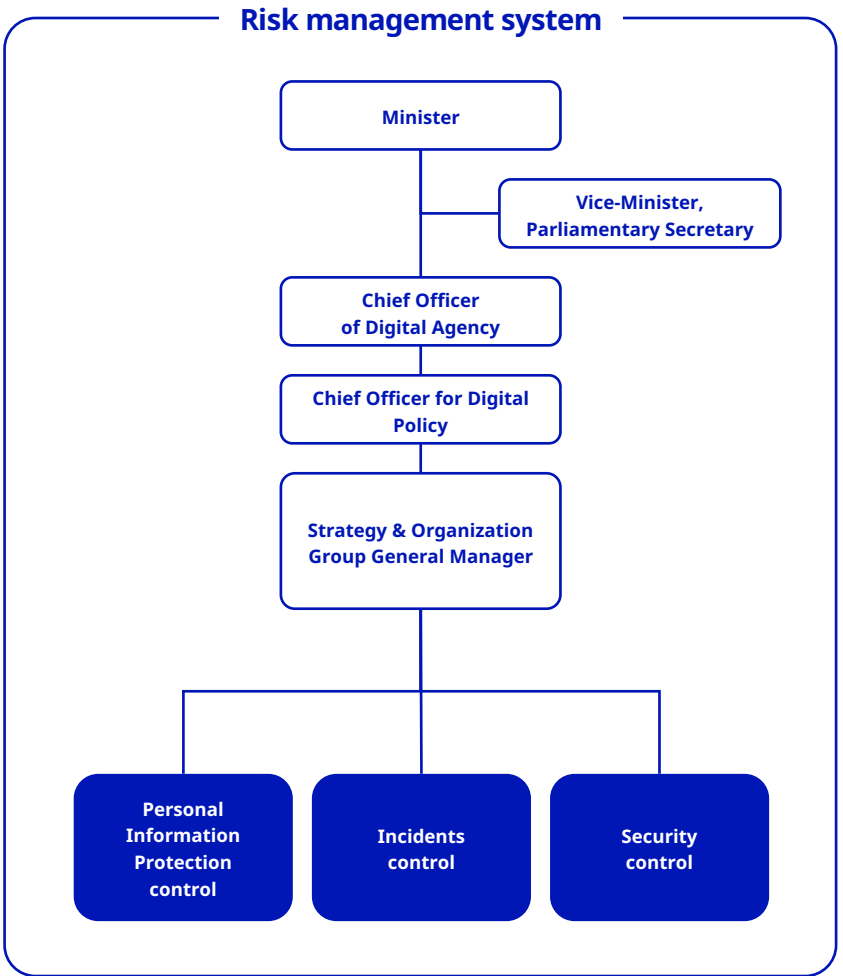 Risk management system
Minister
Vice-Minister,
Parliamentary Secretary
Chief Officer
of Digital Agency
Chief Officer for Digital
Policy
Strategy & Organization
Group General Manager
Personal
Information
Protection
control
Incidents
control
Security
control